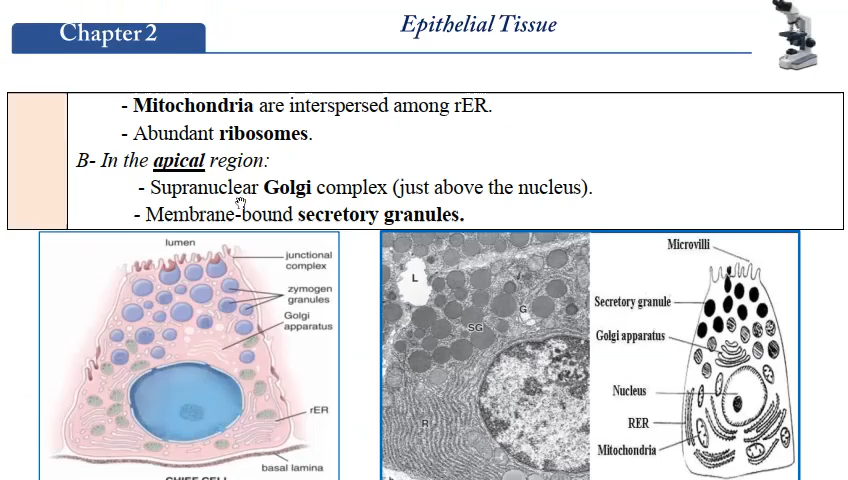 Chapter 2
Epithelial Tissue
- Mitochondria are interspersed among rER.
- Abundant ribosomes.
B- In the apical region:
- Supranuclear Golgi complex (just above the nucleus).
- Membrane-bound secretory granules.
lumen
junctional
complex
zymogen
granules
Golgi
apparatus
rER
basal lamina
CHIEF CELL
L
G
SG
R
Microvilli
Secretory granule
Golgi apparatus
Nucleus
RER
Mitochondria